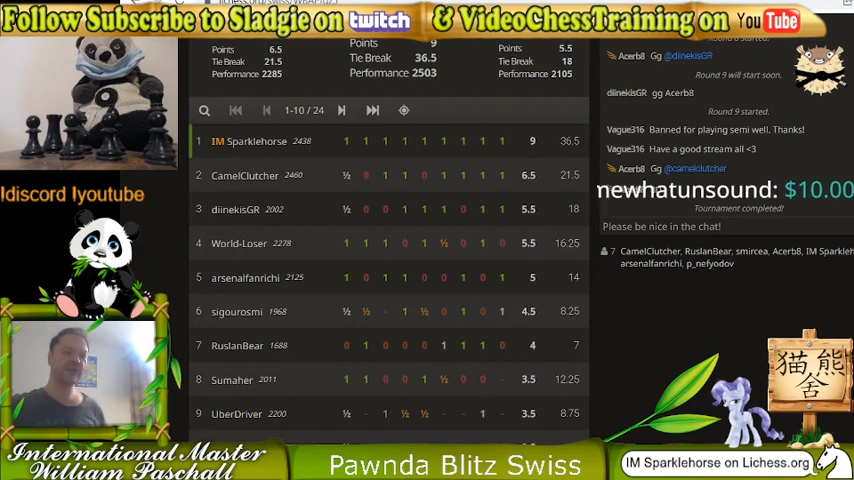 lichess.org/swiss/
Follow Subscribe to Sladgie on twitch & VideoChessTraining on YouTube
Points 6.5
Tie Break 21.5
Performance 2285
Points 9
Tie Break 36.5
Performance 2503
Points 5.5
Tie Break 18
Performance 2105
1-10 / 24
1 IM Sparklehorse 2438 1 1 1 1 1 1 1 1 1 9 36.5
2 CamelClutcher 2460 ½ 0 1 1 0 1 1 1 1 6.5 21.5
3 diinekisGR 2002 ½ 0 0 1 1 1 0 1 1 5.5 18
4 World-Loser 2278 1 1 1 0 1 ½ 0 1 0 5.5 16.25
5 arsenalfanrichi 2125 1 0 1 1 0 0 1 0 1 5 14
6 sigourosmi 1968 ½ ½ - 1 ½ 0 1 0 1 4.5 8.25
7 RuslanBear 1688 0 1 0 0 0 1 1 1 0 4 7
8 Sumaher 2011 1 1 0 0 1 ½ 0 0 - 3.5 12.25
9 UberDriver 2200 ½ - 1 ½ ½ - - 1 - 3.5 8.75
Acerb8 Gg @diinekisGR
Round 9 will start soon.
diinekisGR gg Acerb8
Round 9 started.
Vague316 Banned for playing semi well. Thanks!
Vague316 Have a good stream all <3
Acerb8 Gg @camelclutcher
newhatunsound: $10.00
Tournament completed!
Please be nice in the chat!
7 CamelClutcher, RuslanBear, smircea, Acerb8, IM Sparkleh
arsenalfanrichi, p_nefyodov
!discord !youtube
猫熊
舍
International Master
William Paschall
Pawnda Blitz Swiss
IM Sparklehorse on Lichess.org